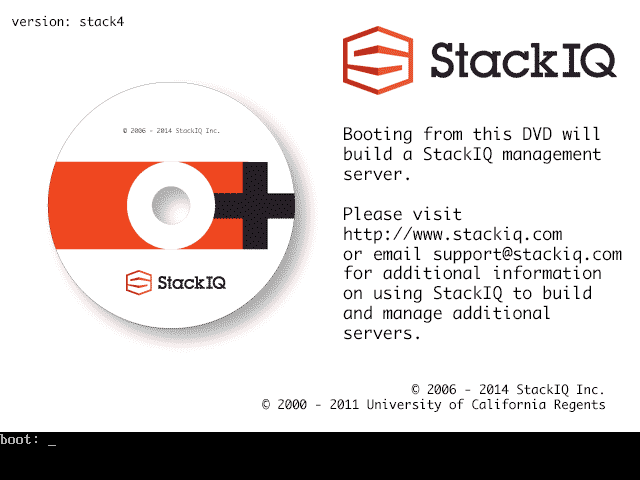 version: stack4
StackIQ
© 2006 - 2014 StackIQ Inc.
StackIQ
Booting from this DVD will
build a StackIQ management
server.
Please visit
http://www.stackiq.com
or email support@stackiq.com
for additional information
on using StackIQ to build
and manage additional
servers.
© 2006 - 2014 StackIQ Inc.
© 2000 - 2011 University of California Regents
boot: _